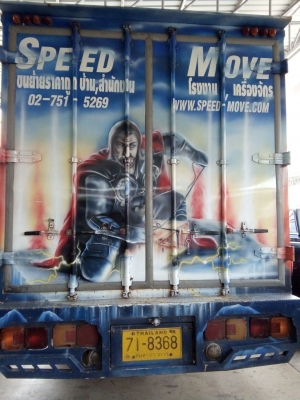 SPEED MOVE
ขนย้ายราคาถูก บ้าน,สำนักงาน
โรงงาน , เครื่องจักร
02-751 - 5269
WWW.SPEED-MOVE.COM
THAILAND
71-8368